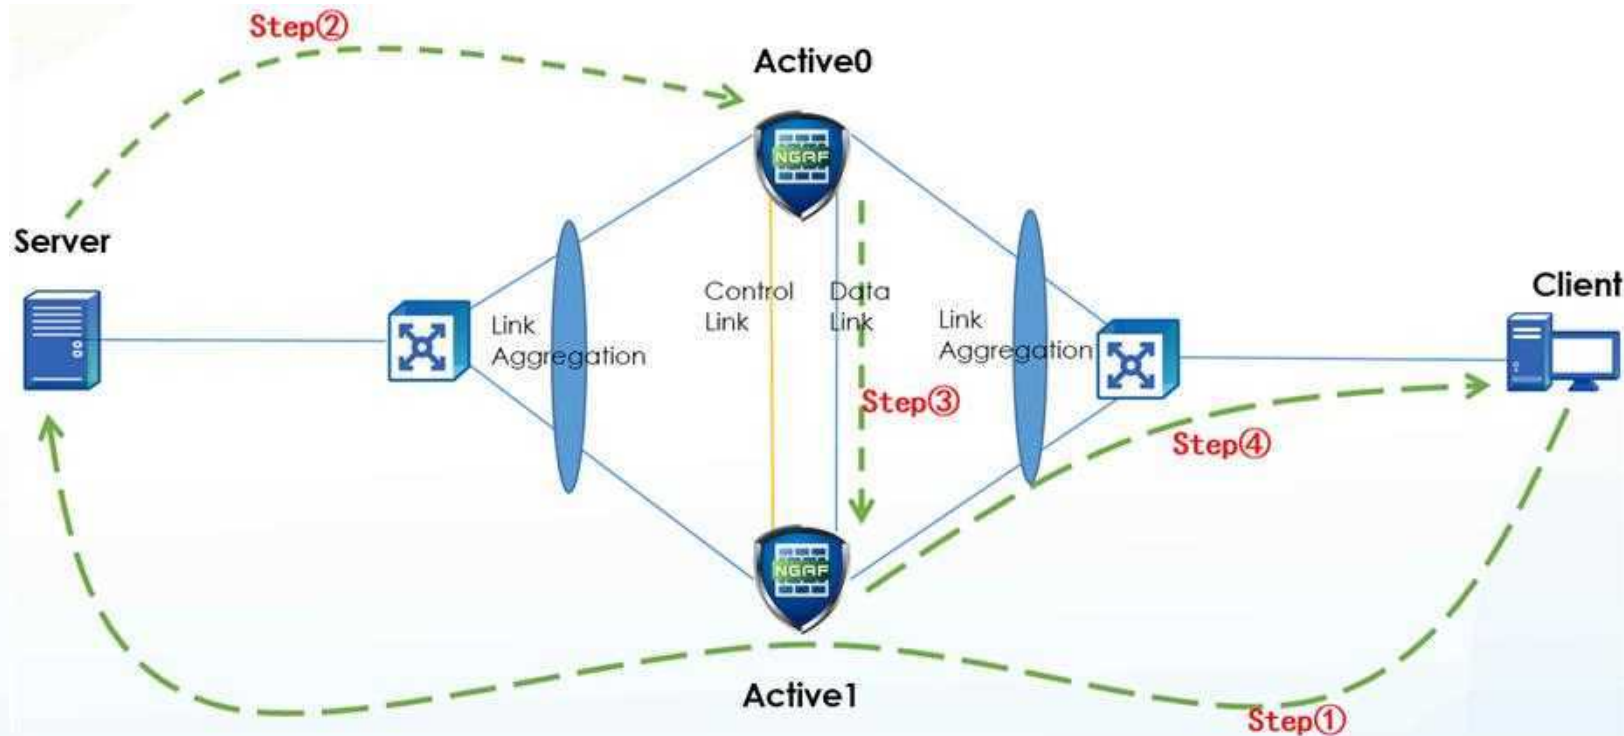 Step②
Active0
NGAF
Server
Control
Link
Data
Link
Link
Aggregation
Link
Aggregation
Client
Step③
Step④
NGAF
Active1
Step①